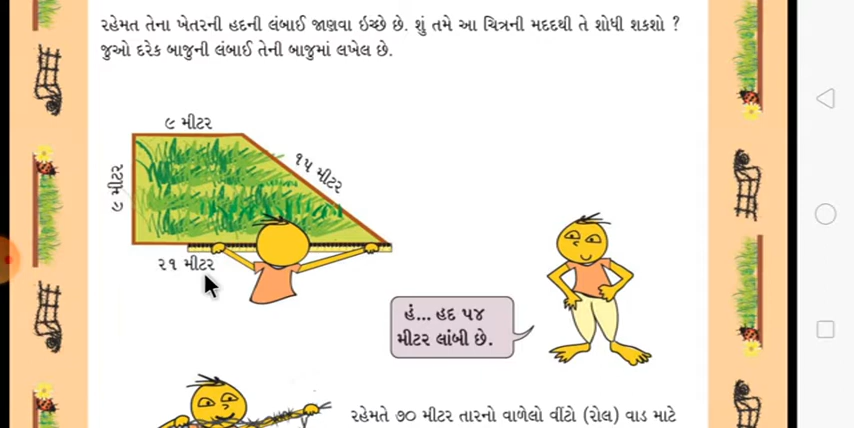 રહેમત તેના ખેતરની હદની લંબાઈ જાણવા ઇચ્છે છે. શું તમે આ ચિત્રની મદદથી તે શોધી શકશો ?
જુઓ દરેક બાજુની લંબાઈ તેની બાજુમાં લખેલ છે.
૯ મીટર
૧૫ મીટર
૯ મીટર
૨૧ મીટર
હં... હદ ૫૪
મીટર લાંબી છે.
રહેમતે ૭૦ મીટર તારનો વાળેલો વીંટો (રોલ) વાડ માટે